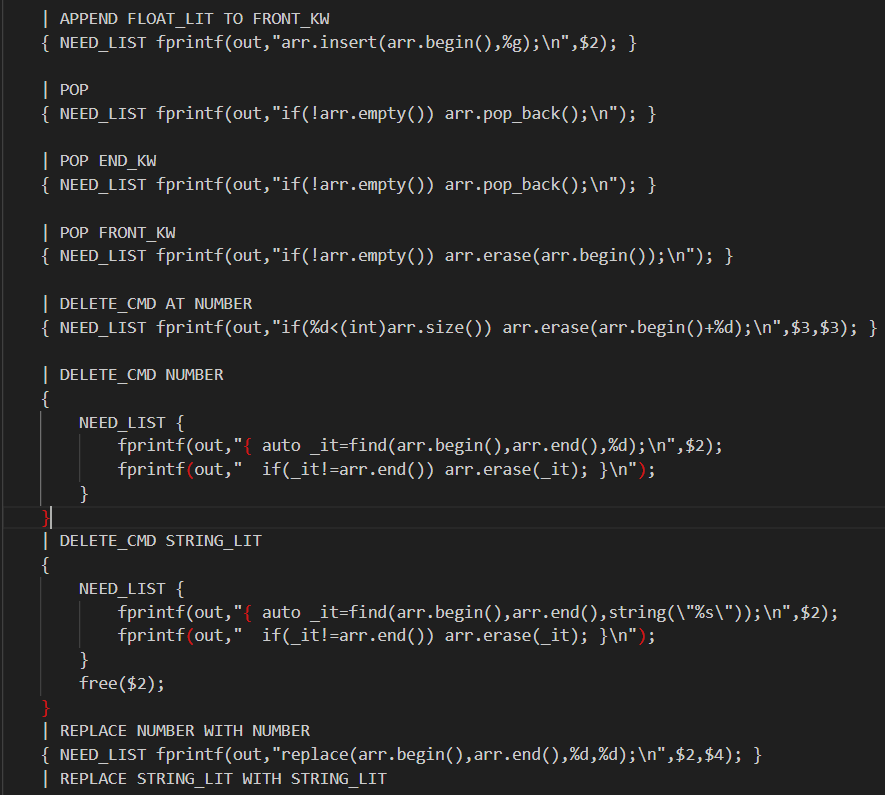 | APPEND FLOAT_LIT TO FRONT_KW
{ NEED_LIST fprintf(out,"arr.insert(arr.begin(),%g);\n",$2); }
| POP
{ NEED_LIST fprintf(out,"if(!arr.empty()) arr.pop_back();\n"); }
| POP END_KW
{ NEED_LIST fprintf(out,"if(!arr.empty()) arr.pop_back();\n"); }
| POP FRONT_KW
{ NEED_LIST fprintf(out,"if(!arr.empty()) arr.erase(arr.begin());\n"); }
| DELETE_CMD AT NUMBER
{ NEED_LIST fprintf(out,"if(%d<(int)arr.size()) arr.erase(arr.begin()+%d);\n",$3,$3); }
| DELETE_CMD NUMBER
{
NEED_LIST {
fprintf(out,"{ auto _it=find(arr.begin(),arr.end(),%d);\n",$2);
fprintf(out,"  if(_it!=arr.end()) arr.erase(_it); }\n");
}
}
| DELETE_CMD STRING_LIT
{
NEED_LIST {
fprintf(out,"{ auto _it=find(arr.begin(),arr.end(),string(\"%s\"));\n",$2);
fprintf(out,"  if(_it!=arr.end()) arr.erase(_it); }\n");
}
free($2);
}
| REPLACE NUMBER WITH NUMBER
{ NEED_LIST fprintf(out,"replace(arr.begin(),arr.end(),%d,%d);\n",$2,$4); }
| REPLACE STRING_LIT WITH STRING_LIT